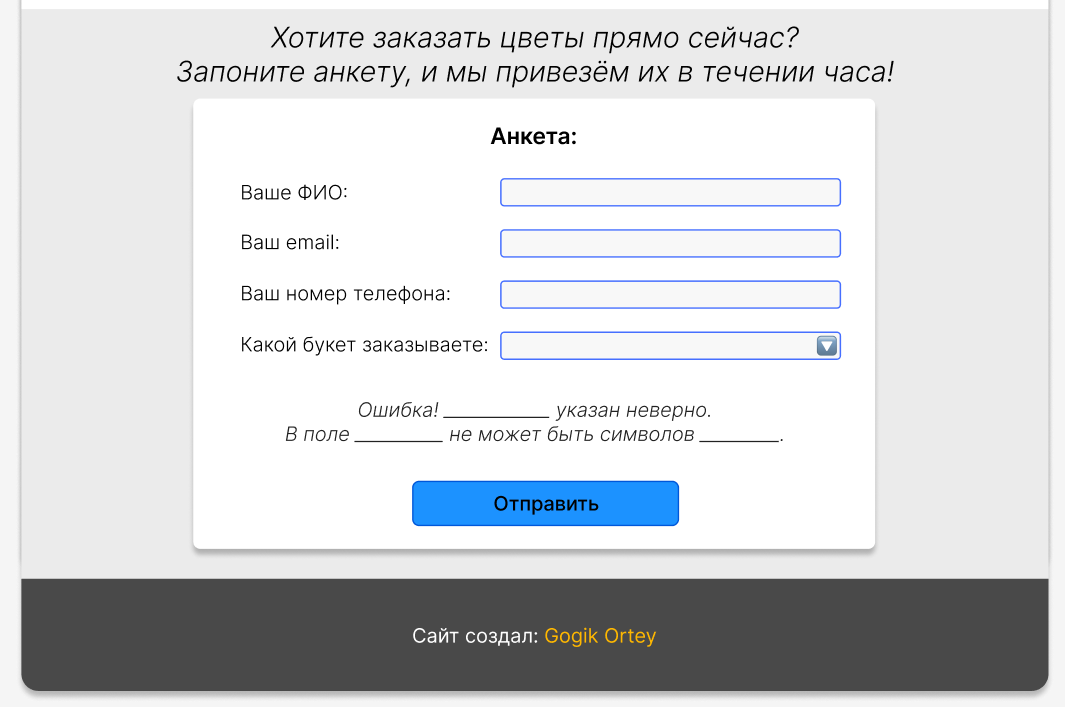 Хотите заказать цветы прямо сейчас?
Запоните анкету, и мы привезём их в течении часа!
Анкета:
Ваше ФИО:
Ваш email:
Ваш номер телефона:
Какой букет заказываете:
Ошибка! __________ указан неверно.
В поле ________ не может быть символов _______.
Отправить
Сайт создал: Gogik Ortey